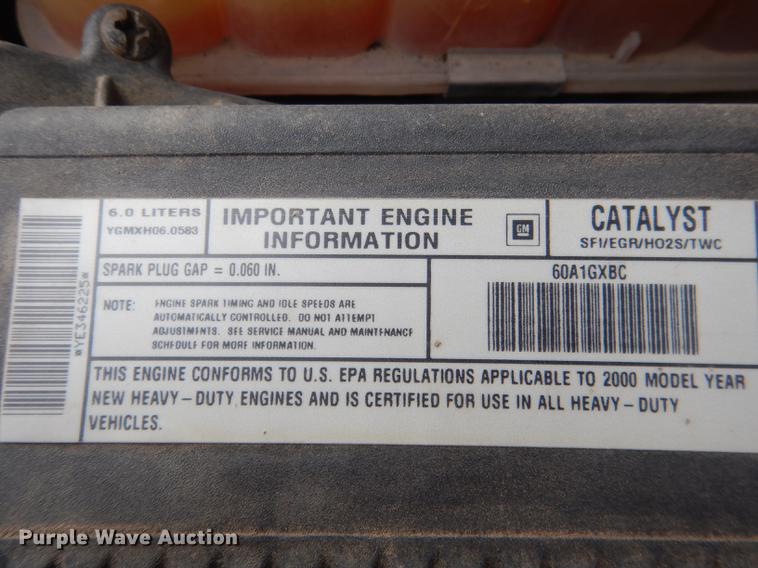 6.0 LITERS
YGMXH06.0583
IMPORTANT ENGINE
INFORMATION
GM
CATALYST
SFI/EGR/HO2S/TWC
*YE346225*
SPARK PLUG GAP = 0.060 IN.
60A1GXBC
NOTE: ENGINE SPARK TIMING AND IDLE SPEEDS ARE
AUTOMATICALLY CONTROLLED. DO NOT ATTEMPT
ADJUSTMENTS. SEE SERVICE MANUAL AND MAINTENANCE
SCHEDULE FOR MORE INFORMATION.
THIS ENGINE CONFORMS TO U.S. EPA REGULATIONS APPLICABLE TO 2000 MODEL YEAR
NEW HEAVY-DUTY ENGINES AND IS CERTIFIED FOR USE IN ALL HEAVY-DUTY
VEHICLES.
Purple Wave Auction